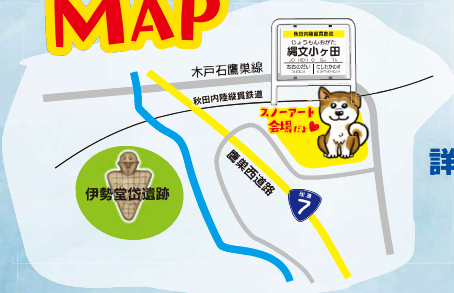 MAP
秋田内陸縦貫鉄道
じょうもんおがた
縄文小ヶ田
木戸石鷹巣線
秋田内陸縦貫鉄道
スノーアート
会場だよ
鷹巣西道路
伊勢堂岱遺跡
7
詳